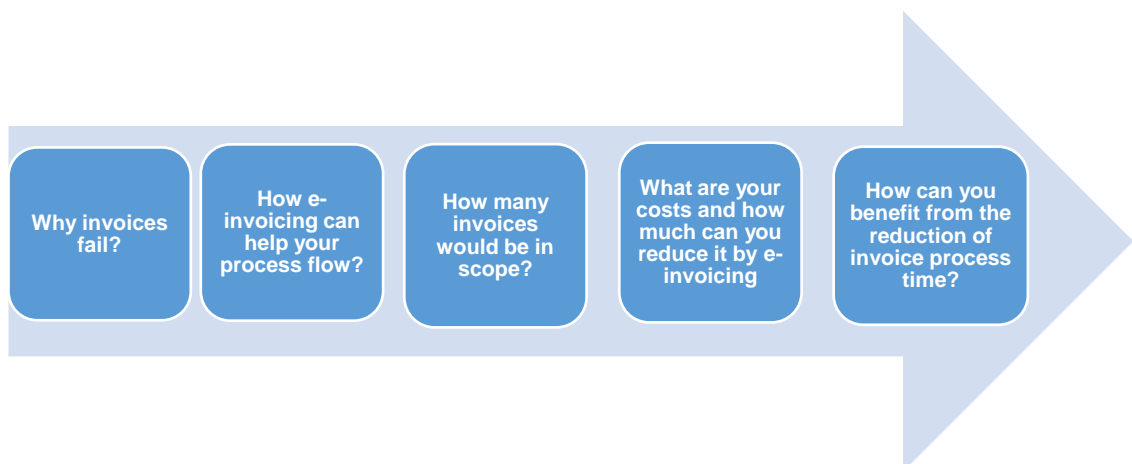 Why invoices
fail?
How e-
invoicing can
help your
process flow?
How many
invoices
would be in
scope?
What are your
costs and how
much can you
reduce it by e-
invoicing
How can you
benefit from the
reduction of
invoice process
time?